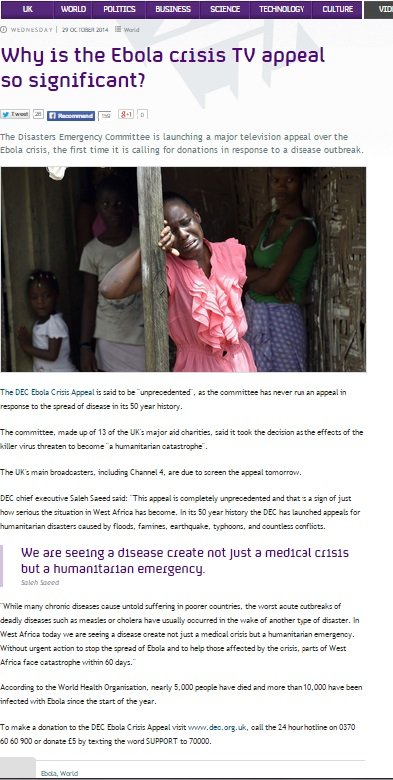 UK WORLD POLITICS BUSINESS SCIENCE TECHNOLOGY CULTURE
WEDNESDAY 29 OCTOBER 2014 World
Why is the Ebola crisis TV appeal
so significant?
Tweet 28 Recommend 159 g+1 0
The Disasters Emergency Committee is launching a major television appeal over the
Ebola crisis, the first time it is calling for donations in response to a disease outbreak.
The DEC Ebola Crisis Appeal is said to be "unprecedented", as the committee has never run an appeal in
response to the spread of disease in its 50 year history.
The committee, made up of 13 of the UK's major aid charities, said it took the decision as the effects of the
killer virus threaten to become "a humanitarian catastrophe".
The UK's main broadcasters, including Channel 4, are due to screen the appeal tomorrow.
DEC chief executive Saleh Saeed said: "This appeal is completely unprecedented and that is a sign of just
how serious the situation in West Africa has become. In its 50 year history the DEC has launched appeals for
humanitarian disasters caused by floods, famines, earthquake, typhoons, and countless conflicts.
We are seeing a disease create not just a medical crisis
but a humanitarian emergency.
Saleh Saeed
"While many chronic diseases cause untold suffering in poorer countries, the worst acute outbreaks of
deadly diseases such as measles or cholera have usually occurred in the wake of another type of disaster. In
West Africa today we are seeing a disease create not just a medical crisis but a humanitarian emergency.
Without urgent action to stop the spread of Ebola and to help those affected by the crisis, parts of West
Africa face catastrophe within 60 days."
According to the World Health Organisation, nearly 5,000 people have died and more than 10,000 have been
infected with Ebola since the start of the year.
To make a donation to the DEC Ebola Crisis Appeal visit www.dec.org.uk, call the 24 hour hotline on 0370
60 60 900 or donate £5 by texting the word SUPPORT to 70000.
Ebola, World